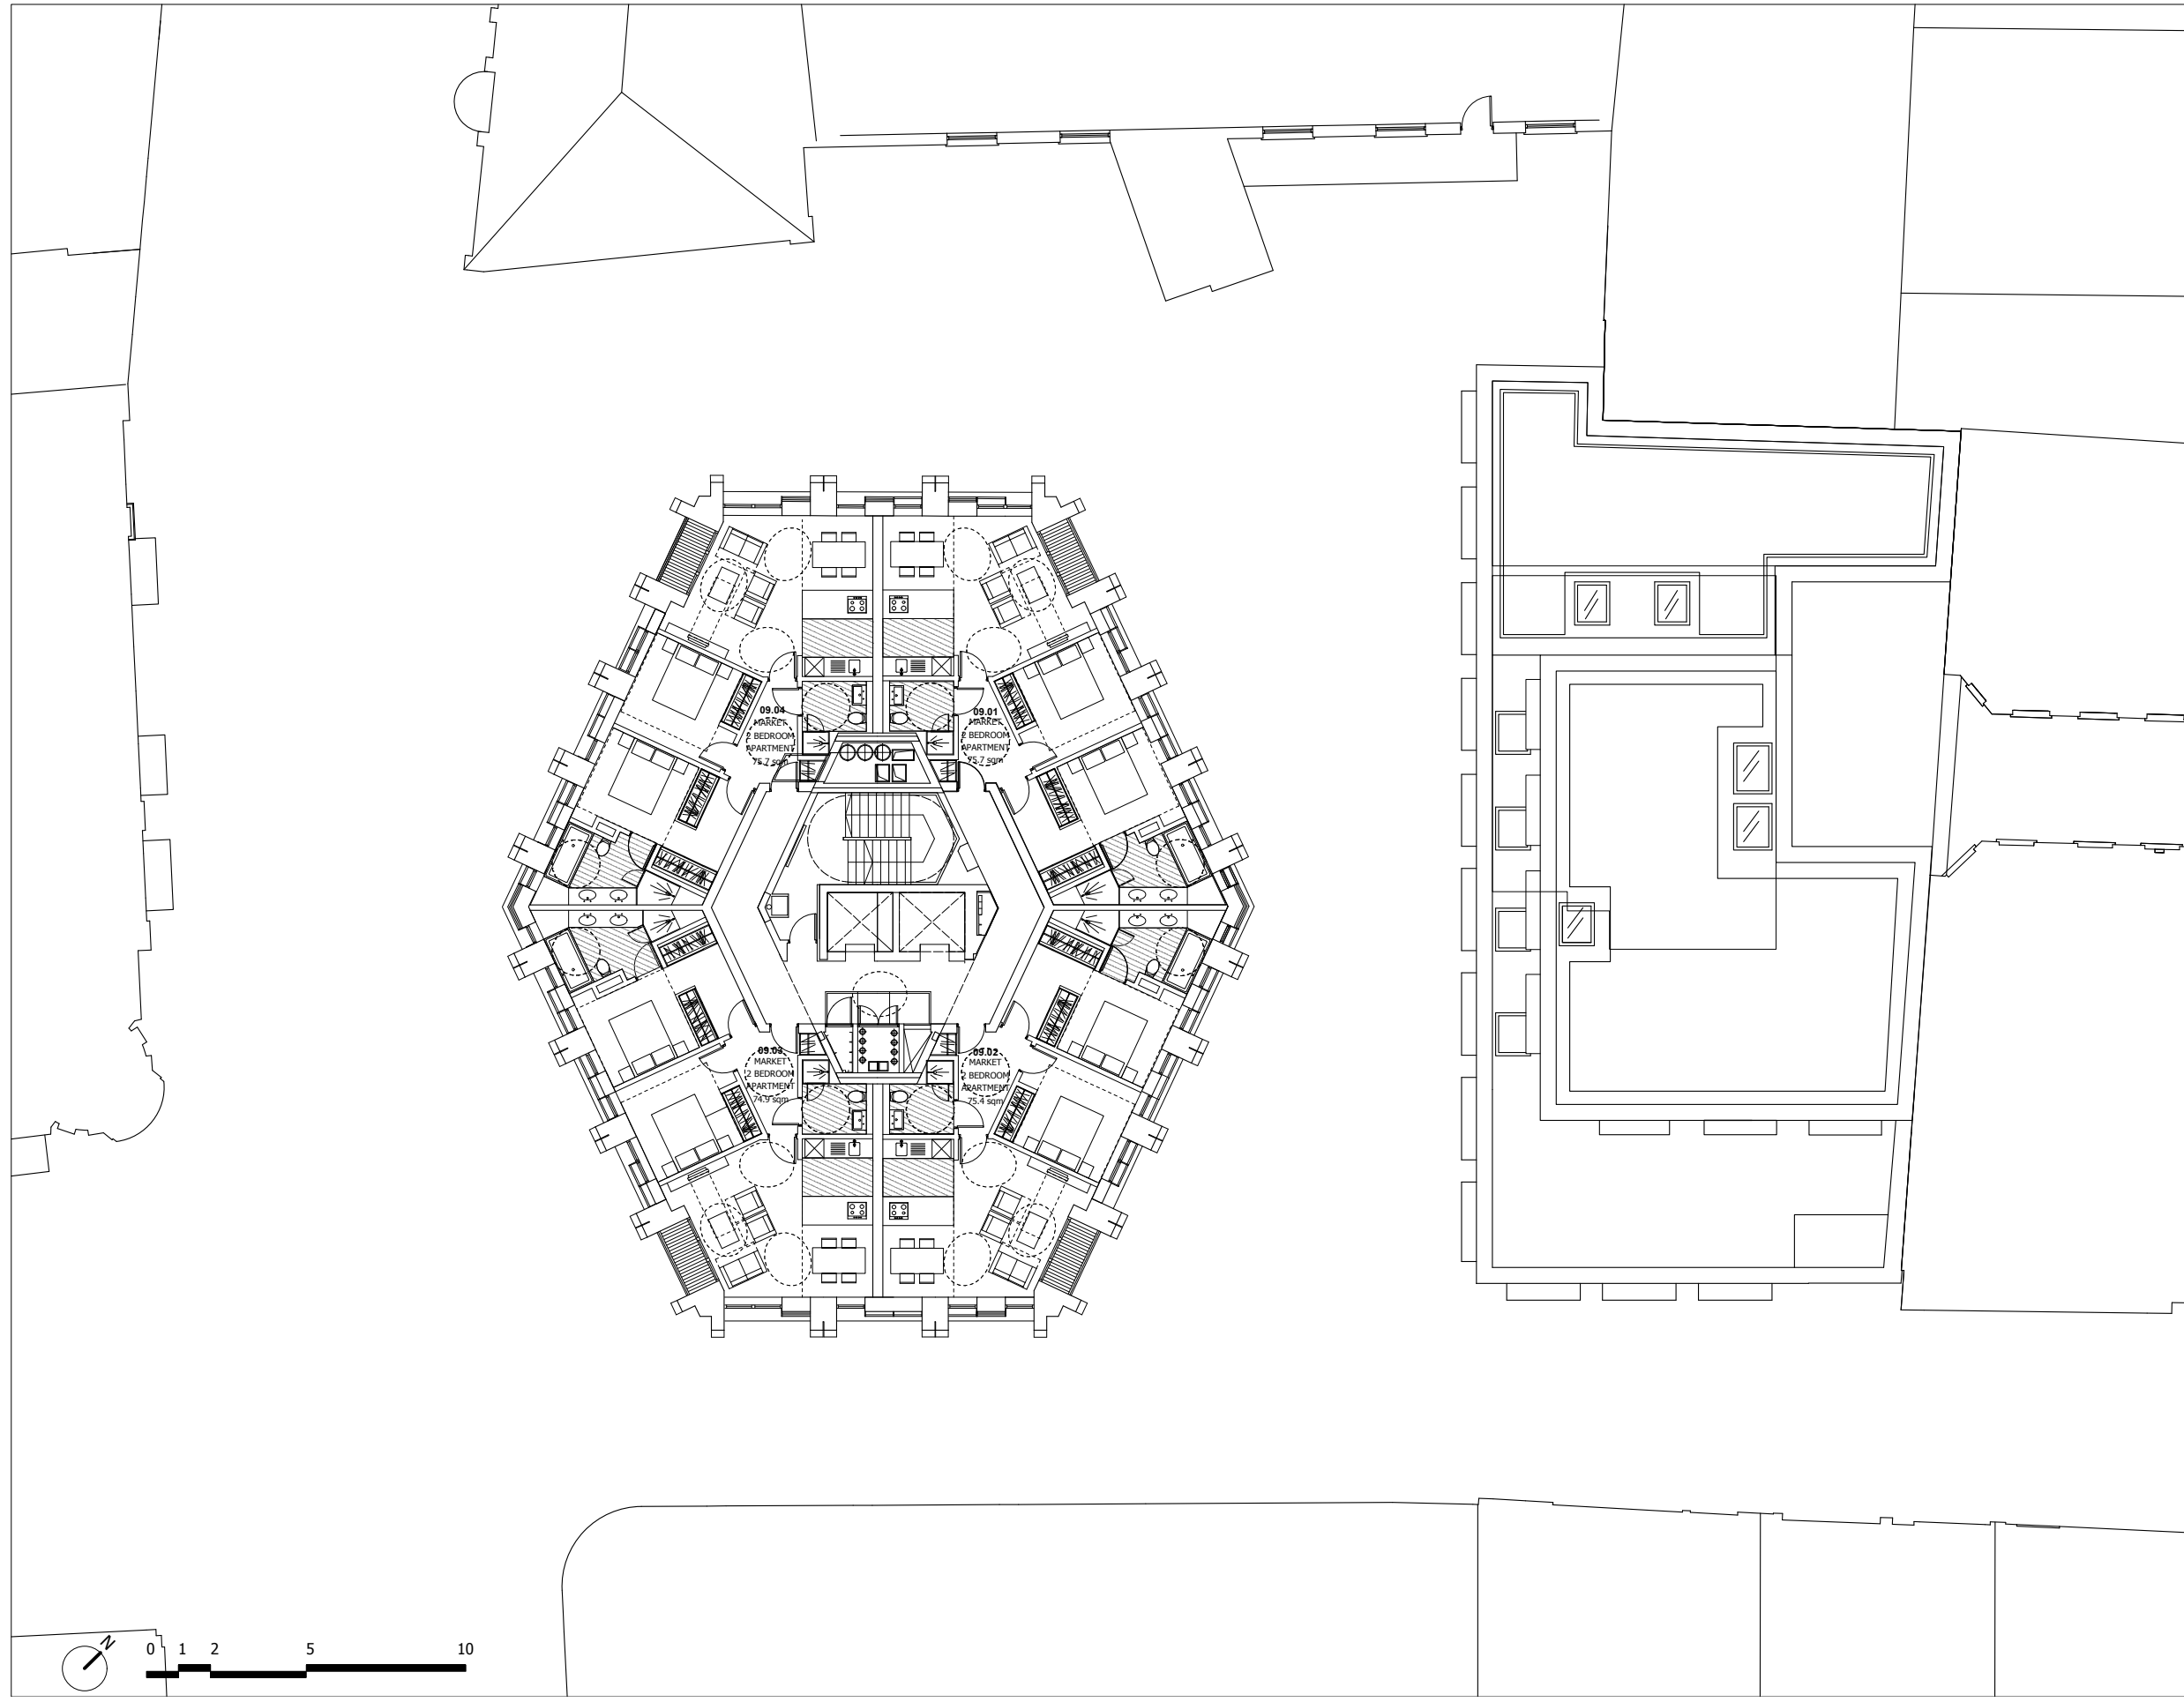 09.04
MARKET
2 BEDROOM
APARTMENT
75.7 sqm
09.01
MARKET
2 BEDROOM
APARTMENT
75.7 sqm
09.03
MARKET
2 BEDROOM
APARTMENT
74.9 sqm
09.02
MARKET
2 BEDROOM
APARTMENT
75.4 sqm
N
0 1 2 5 10